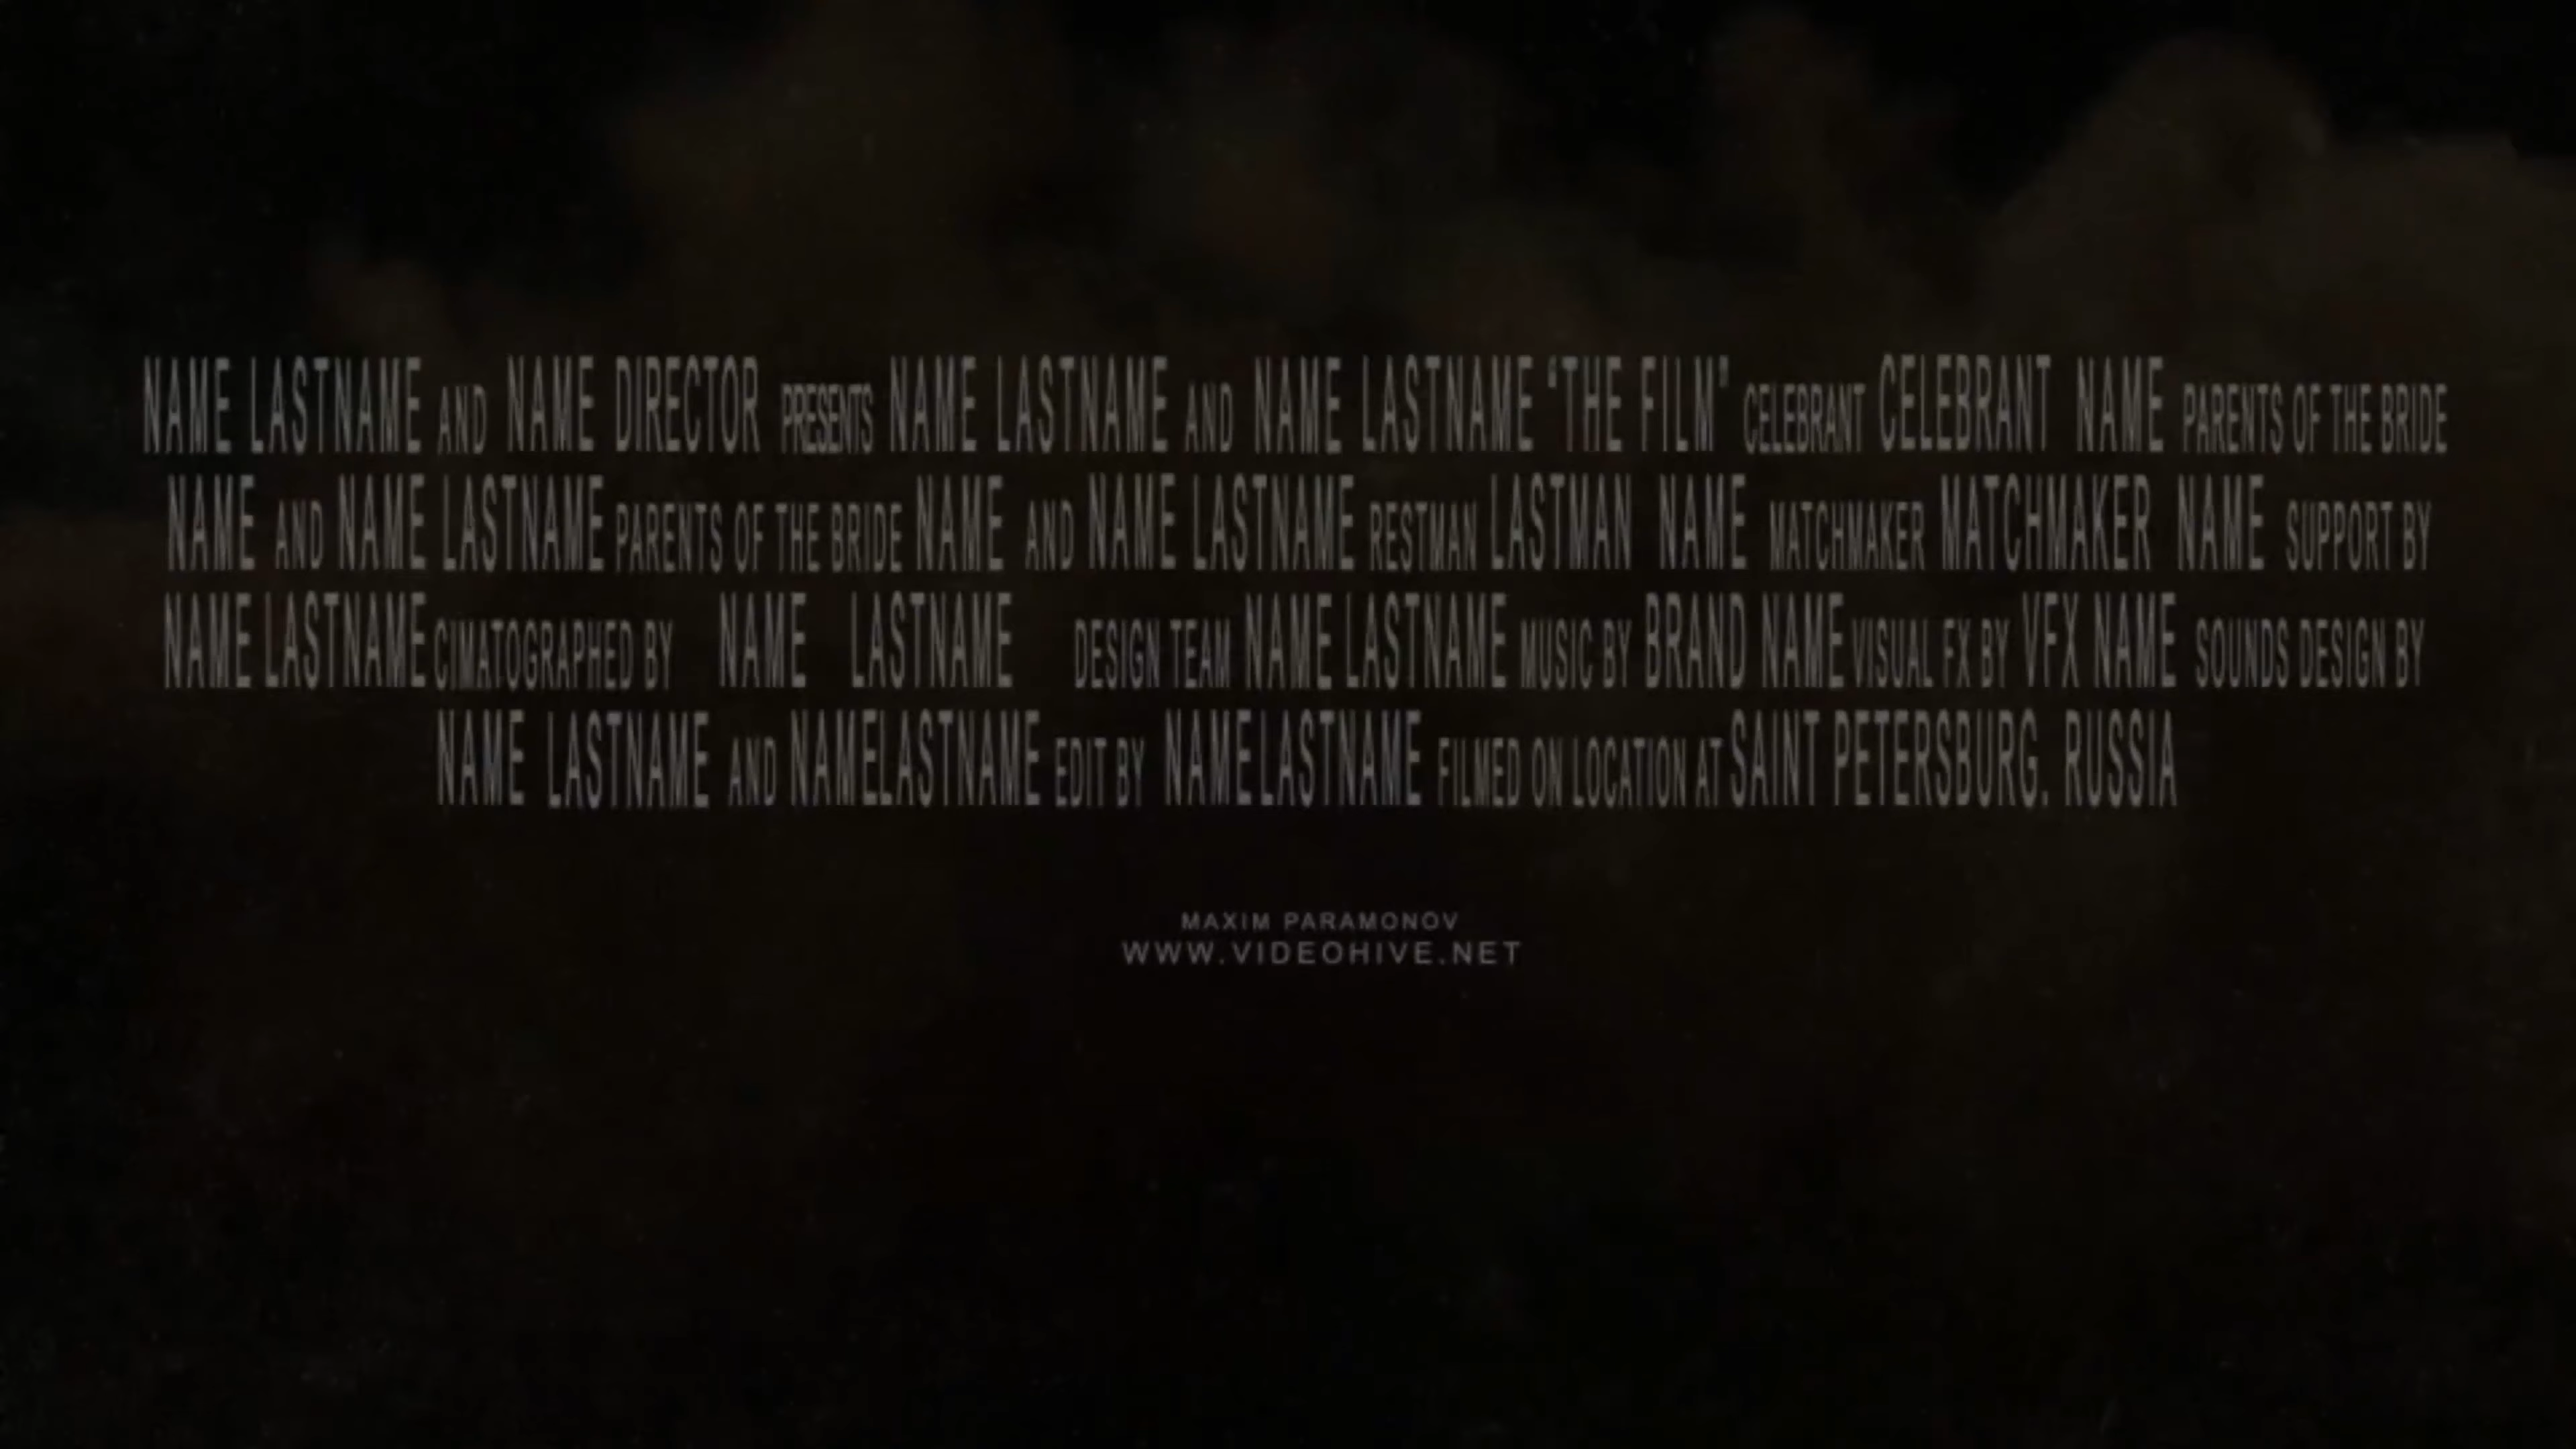 NAME LASTNAME AND NAME DIRECTOR PRESENTS NAME LASTNAME AND NAME LASTNAME "THE FILM" CELEBRANT CELEBRANT NAME PARENTS OF THE BRIDE
NAME AND NAME LASTNAME PARENTS OF THE BRIDE NAME AND NAME LASTNAME RESTMAN LASTMAN NAME MATCHMAKER MATCHMAKER NAME SUPPORT BY
NAME LASTNAME CIMATOGRAPHED BY NAME LASTNAME DESIGN TEAM NAME LASTNAME MUSIC BY BRAND NAME VISUAL FX BY VFX NAME SOUNDS DESIGN BY
NAME LASTNAME AND NAMELASTNAME EDIT BY NAMELASTNAME FILMED ON LOCATION AT SAINT PETERSBURG. RUSSIA
MAXIM PARAMONOV
WWW.VIDEOHIVE.NET